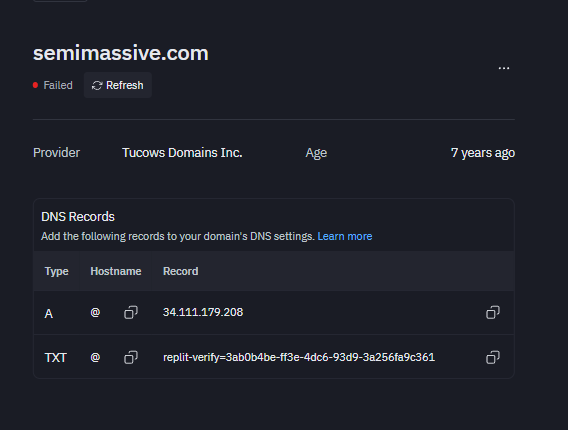 semimassive.com
...
Failed Refresh
Provider Tucows Domains Inc. Age 7 years ago
DNS Records
Add the following records to your domain's DNS settings. Learn more
Type Hostname Record
A @ 34.111.179.208
TXT @ replit-verify=3ab0b4be-ff3e-4dc6-93d9-3a256fa9c361